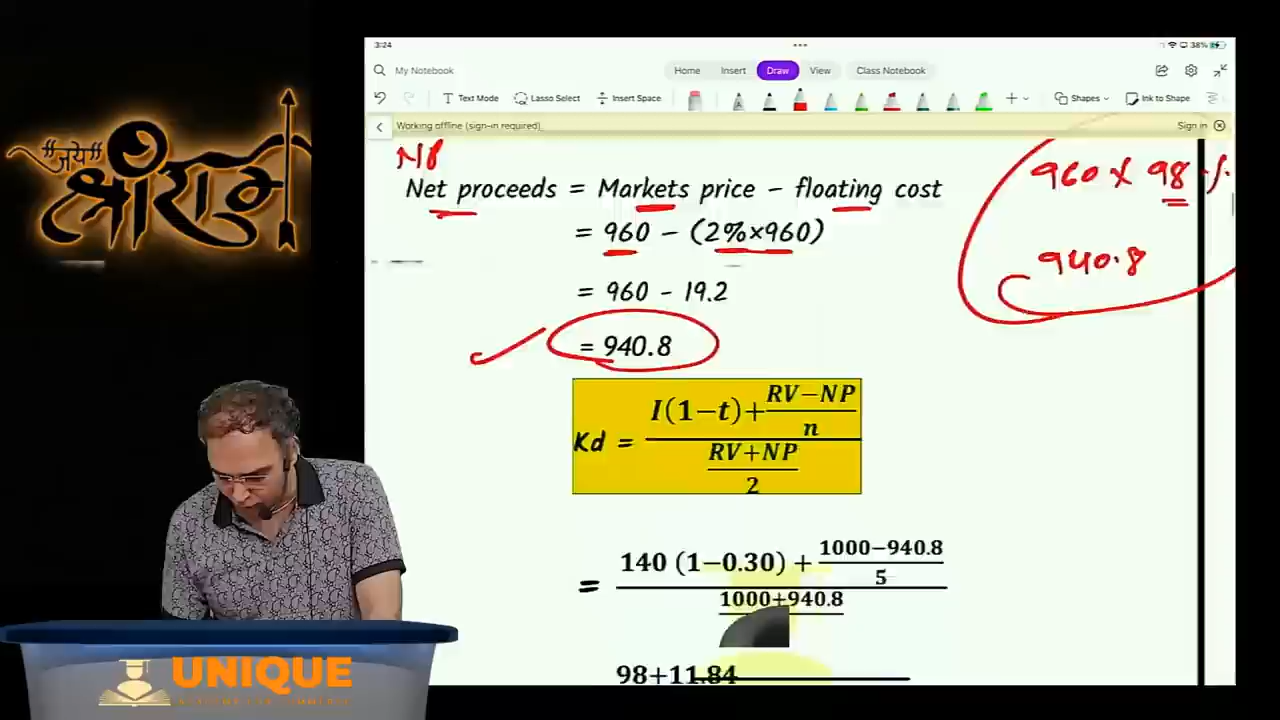 3:24
38%
My Notebook
Home Insert Draw View Class Notebook
Text Mode Lasso Select Insert Space Shapes Ink to Shape
Working offline (sign-in required). Sign in
"जय"
श्रीराम
NP
Net proceeds = Markets price − floating cost
= 960 − (2%×960)
= 960 − 19.2
= 940.8
960 × 98 %
940.8
Kd = I(1−t)+ RV−NP / n
RV+NP / 2
= 140 (1−0.30) + 1000−940.8 / 5
1000+940.8
98+11.84
UNIQUE